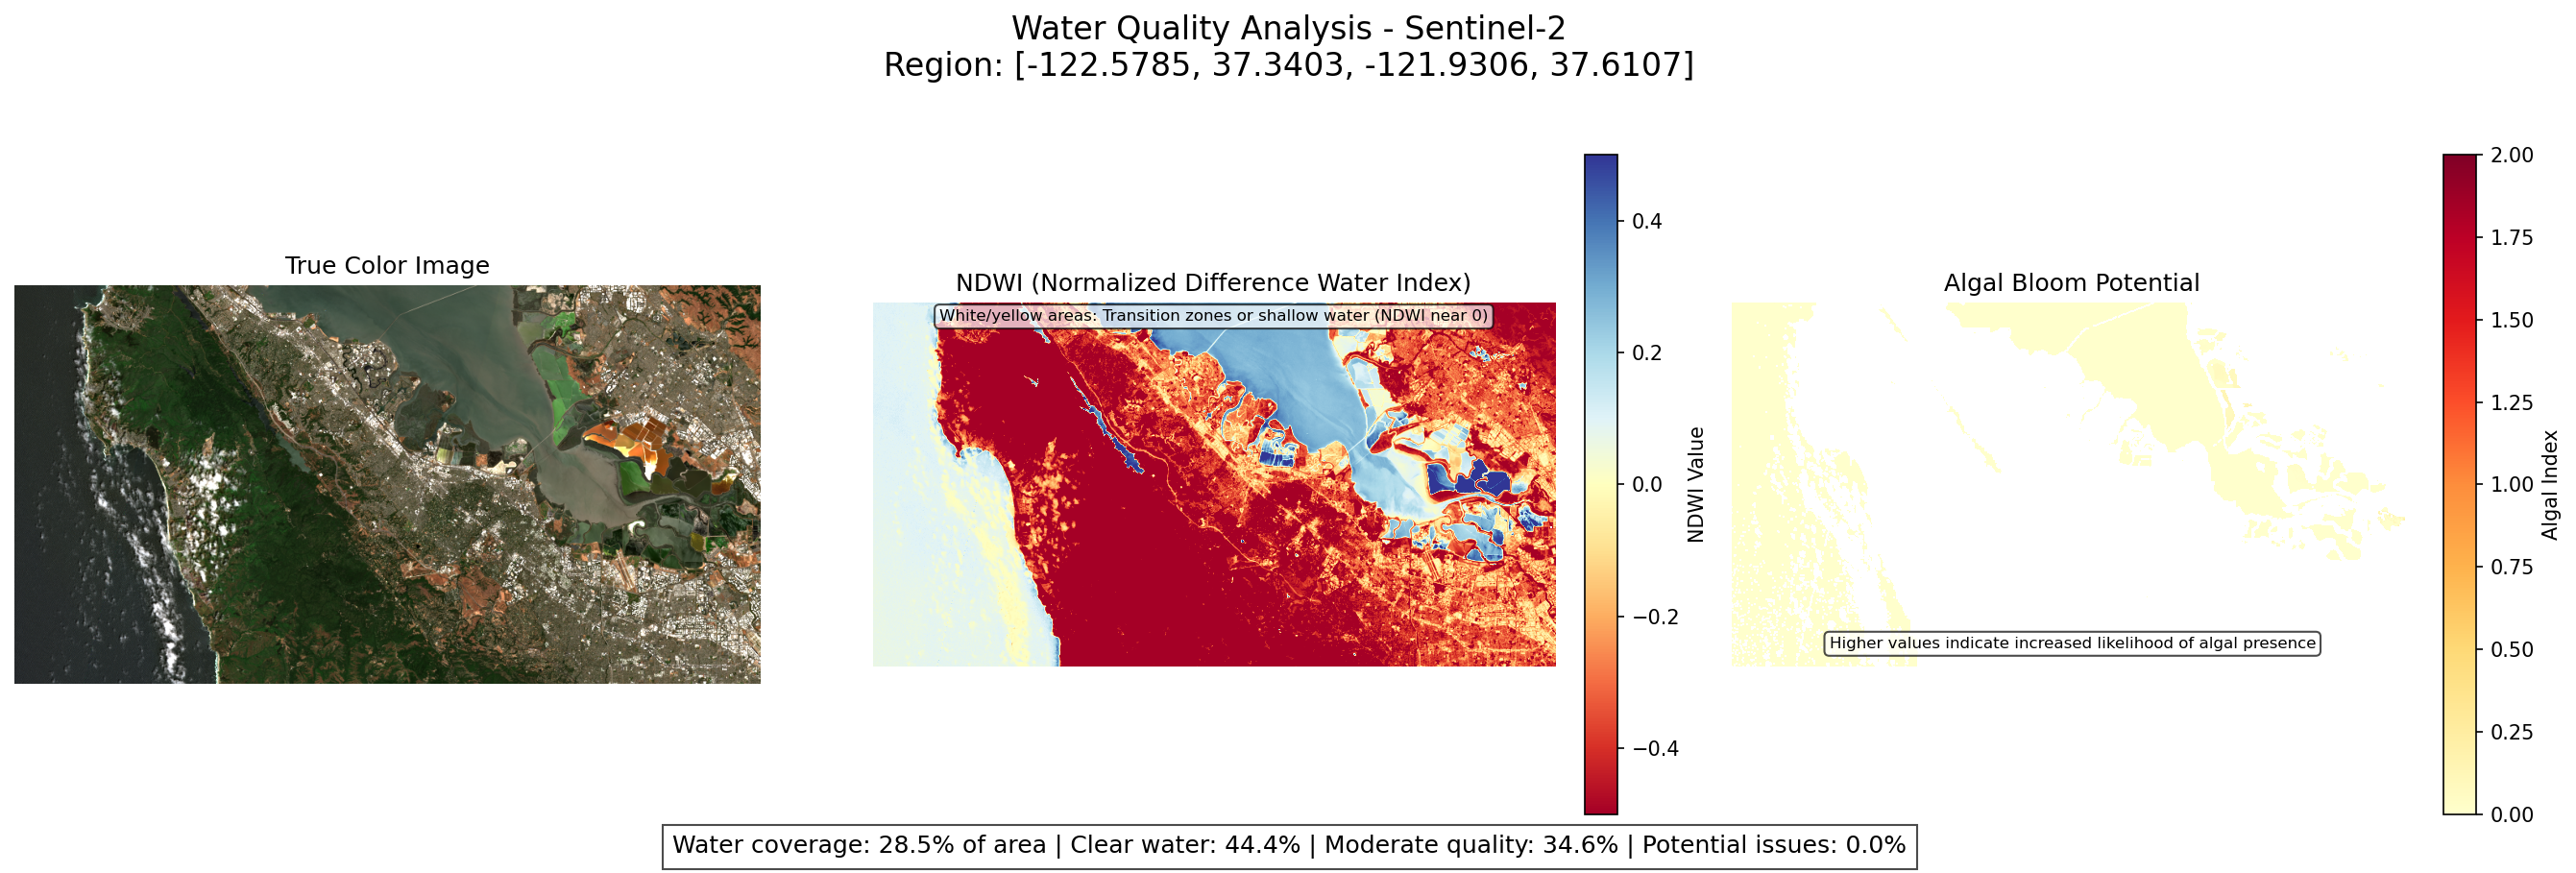 Water Quality Analysis - Sentinel-2
Region: [-122.5785, 37.3403, -121.9306, 37.6107]
True Color Image
NDWI (Normalized Difference Water Index)
White/yellow areas: Transition zones or shallow water (NDWI near 0)
0.4
0.2
0.0
−0.2
−0.4
NDWI Value
Algal Bloom Potential
Higher values indicate increased likelihood of algal presence
2.00
1.75
1.50
1.25
1.00
0.75
0.50
0.25
0.00
Algal Index
Water coverage: 28.5% of area | Clear water: 44.4% | Moderate quality: 34.6% | Potential issues: 0.0%